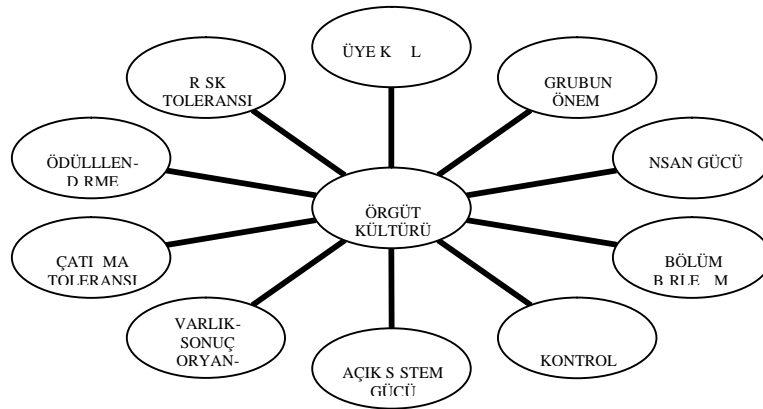 ÜYE K L
GRUBUN
ÖNEM
NSAN GÜCÜ
BÖLÜM
B RLE M
KONTROL
AÇIK S STEM
GÜCÜ
VARLIK-
SONUÇ
ORYAN-
ÇATI MA
TOLERANSI
ÖDÜLLLEN-
D RME
R SK
TOLERANSI
ÖRGÜT
KÜLTÜRÜ